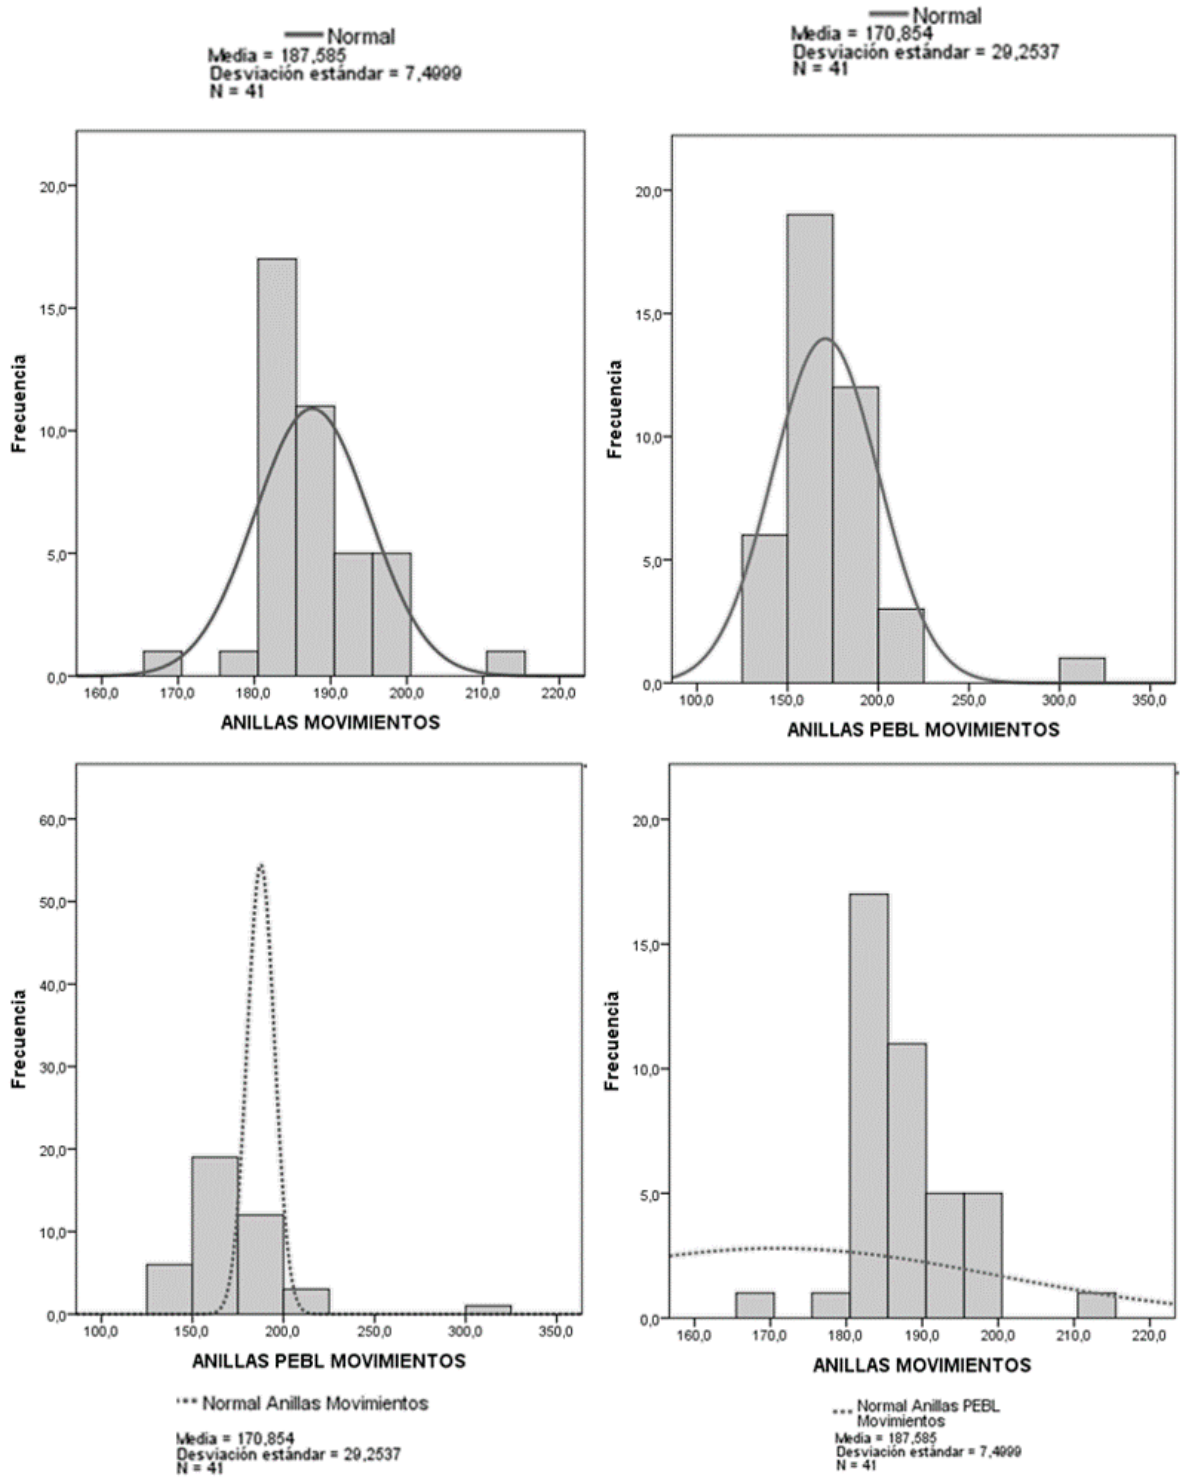 Normal
Media = 187,585
Desviación estándar = 7,4999
N = 41
Normal
Media = 170,854
Desviación estándar = 29,2537
N = 41
Frecuencia
20,0
15,0
10,0
5,0
0,0
160,0 170,0 180,0 190,0 200,0 210,0 220,0
ANILLAS MOVIMIENTOS
Frecuencia
20,0
15,0
10,0
5,0
0,0
100,0 150,0 200,0 250,0 300,0 350,0
ANILLAS PEBL MOVIMIENTOS
Frecuencia
60,0
50,0
40,0
30,0
20,0
10,0
0,0
100,0 150,0 200,0 250,0 300,0 350,0
ANILLAS PEBL MOVIMIENTOS
Normal Anillas Movimientos
Media = 170,854
Desviación estándar = 29,2537
N = 41
Frecuencia
20,0
15,0
10,0
5,0
0,0
160,0 170,0 180,0 190,0 200,0 210,0 220,0
ANILLAS MOVIMIENTOS
Normal Anillas PEBL
Movimientos
Media = 187,585
Desviación estándar = 7,4999
N = 41